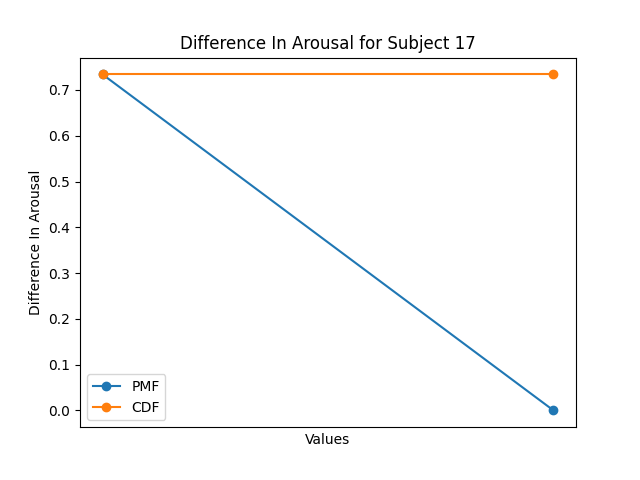 Difference In Arousal for Subject 17
Difference In Arousal
0.7
0.6
0.5
0.4
0.3
0.2
0.1
0.0
PMF
CDF
Values